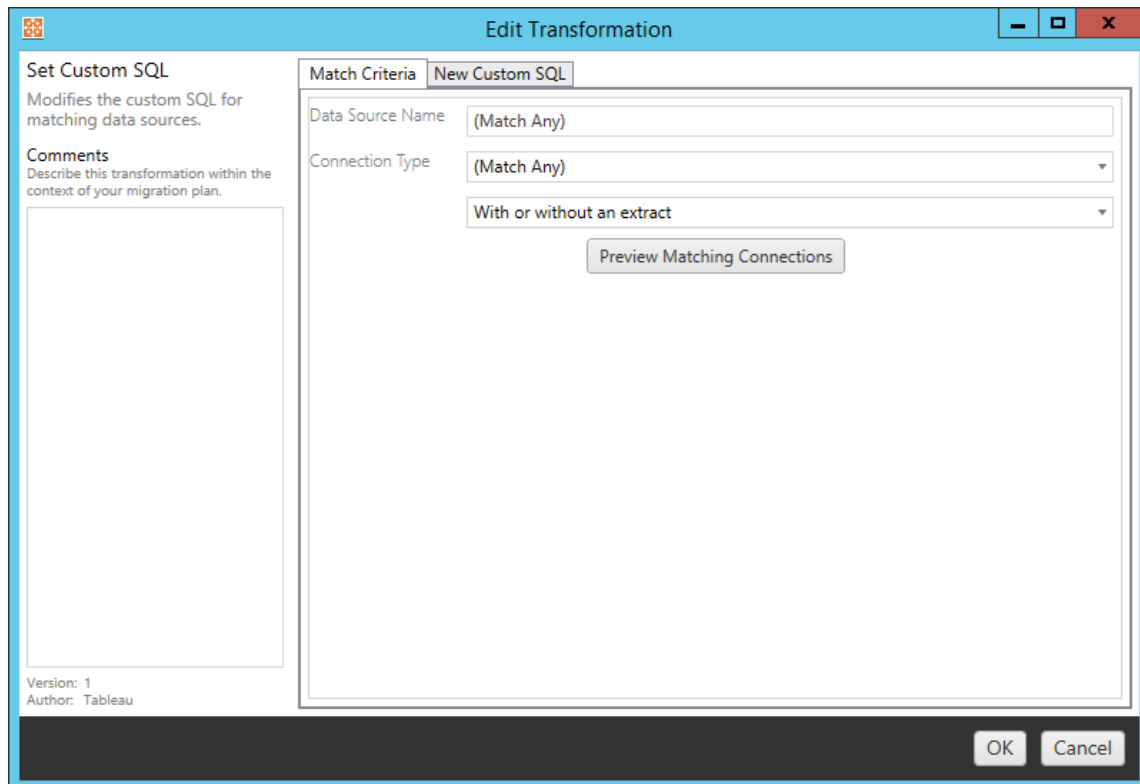 Edit Transformation
Set Custom SQL
Modifies the custom SQL for
matching data sources.
Comments
Describe this transformation within the
context of your migration plan.
Version: 1
Author: Tableau
Match Criteria
New Custom SQL
Data Source Name
(Match Any)
Connection Type
(Match Any)
With or without an extract
Preview Matching Connections
OK
Cancel